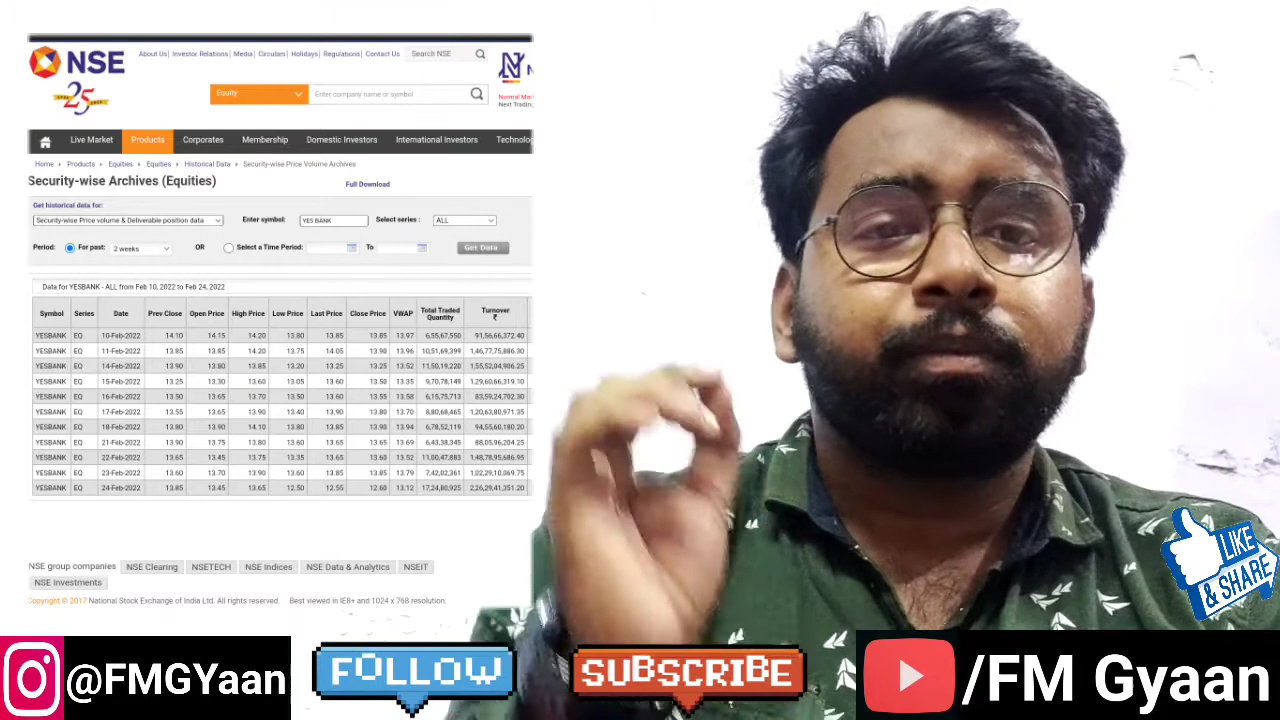 NSE
About Us | Investor Relations | Media | Circulars | Holidays | Regulations | Contact Us
Search NSE
25
Equity
Enter company name or symbol
Normal Mar
Next Trading
Live Market Products Corporates Membership Domestic Investors International Investors Technolo
Home Products Equities Equities Historical Data Security-wise Price Volume Archives
Security-wise Archives (Equities)
Full Download
Get historical data for:
Security-wise Price volume & Deliverable position data Enter symbol: YES BANK Select series : ALL
Period: For past: 2 weeks OR Select a Time Period: To Get Data
Data for YESBANK - ALL from Feb 10, 2022 to Feb 24, 2022
Symbol Series Date Prev Close Open Price High Price Low Price Last Price Close Price VWAP Total Traded Quantity Turnover ₹
YESBANK EQ 10-Feb-2022 14.10 14.15 14.20 13.80 13.85 13.85 13.97 6,55,67,550 91,56,66,372.40
YESBANK EQ 11-Feb-2022 13.85 13.85 14.20 13.75 14.05 13.90 13.96 10,51,69,399 1,46,77,75,886.30
YESBANK EQ 14-Feb-2022 13.90 13.80 13.85 13.20 13.25 13.25 13.52 11,50,19,220 1,55,52,04,906.25
YESBANK EQ 15-Feb-2022 13.25 13.30 13.60 13.05 13.60 13.50 13.35 9,70,78,149 1,29,60,66,319.10
YESBANK EQ 16-Feb-2022 13.50 13.65 13.70 13.50 13.60 13.55 13.58 6,15,75,713 83,59,24,702.30
YESBANK EQ 17-Feb-2022 13.55 13.65 13.90 13.40 13.90 13.80 13.70 8,80,68,465 1,20,63,80,971.35
YESBANK EQ 18-Feb-2022 13.80 13.90 14.10 13.80 13.85 13.90 13.94 6,78,52,119 94,55,60,180.20
YESBANK EQ 21-Feb-2022 13.90 13.75 13.80 13.60 13.65 13.65 13.69 6,43,38,345 88,05,96,204.25
YESBANK EQ 22-Feb-2022 13.65 13.45 13.75 13.35 13.65 13.60 13.52 11,00,47,883 1,48,78,95,686.95
YESBANK EQ 23-Feb-2022 13.60 13.70 13.90 13.60 13.85 13.85 13.79 7,42,02,361 1,02,29,10,069.75
YESBANK EQ 24-Feb-2022 13.85 13.45 13.65 12.50 12.55 12.60 13.12 17,24,80,925 2,26,29,41,351.20
NSE group companies NSE Clearing NSETECH NSE Indices NSE Data & Analytics NSEIT
NSE Investments
Copyright © 2017 National Stock Exchange of India Ltd. All rights reserved. Best viewed in IE8+ and 1024 x 768 resolution.
LIKE
& SHARE
@FMGYaan
FOLLOW
SUBSCRIBE
/FM Gyaan